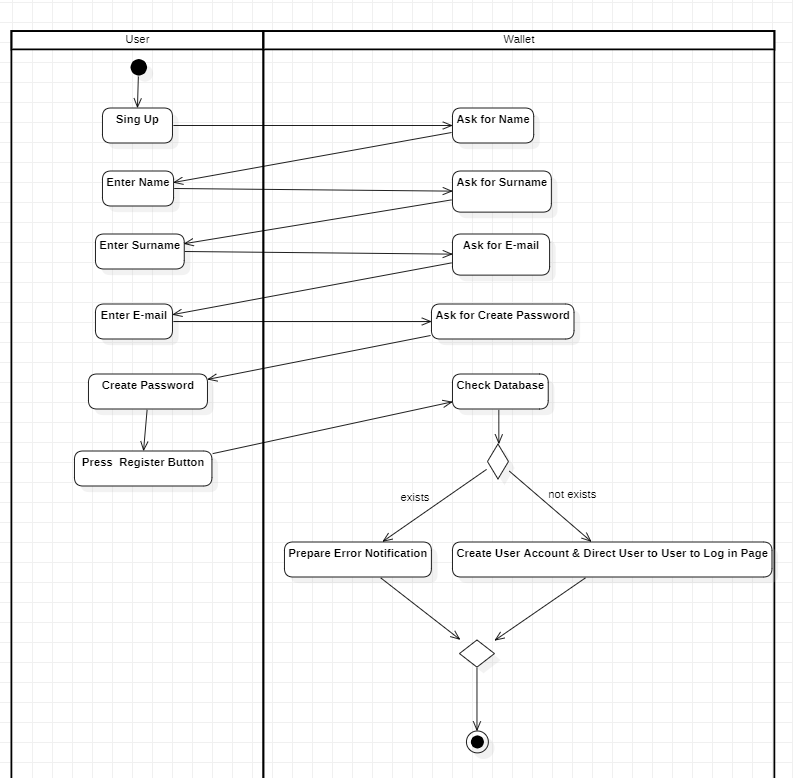 User
Wallet
Sing Up
Ask for Name
Enter Name
Ask for Surname
Enter Surname
Ask for E-mail
Enter E-mail
Ask for Create Password
Create Password
Check Database
Press  Register Button
exists
not exists
Prepare Error Notification
Create User Account & Direct User to User to Log in Page